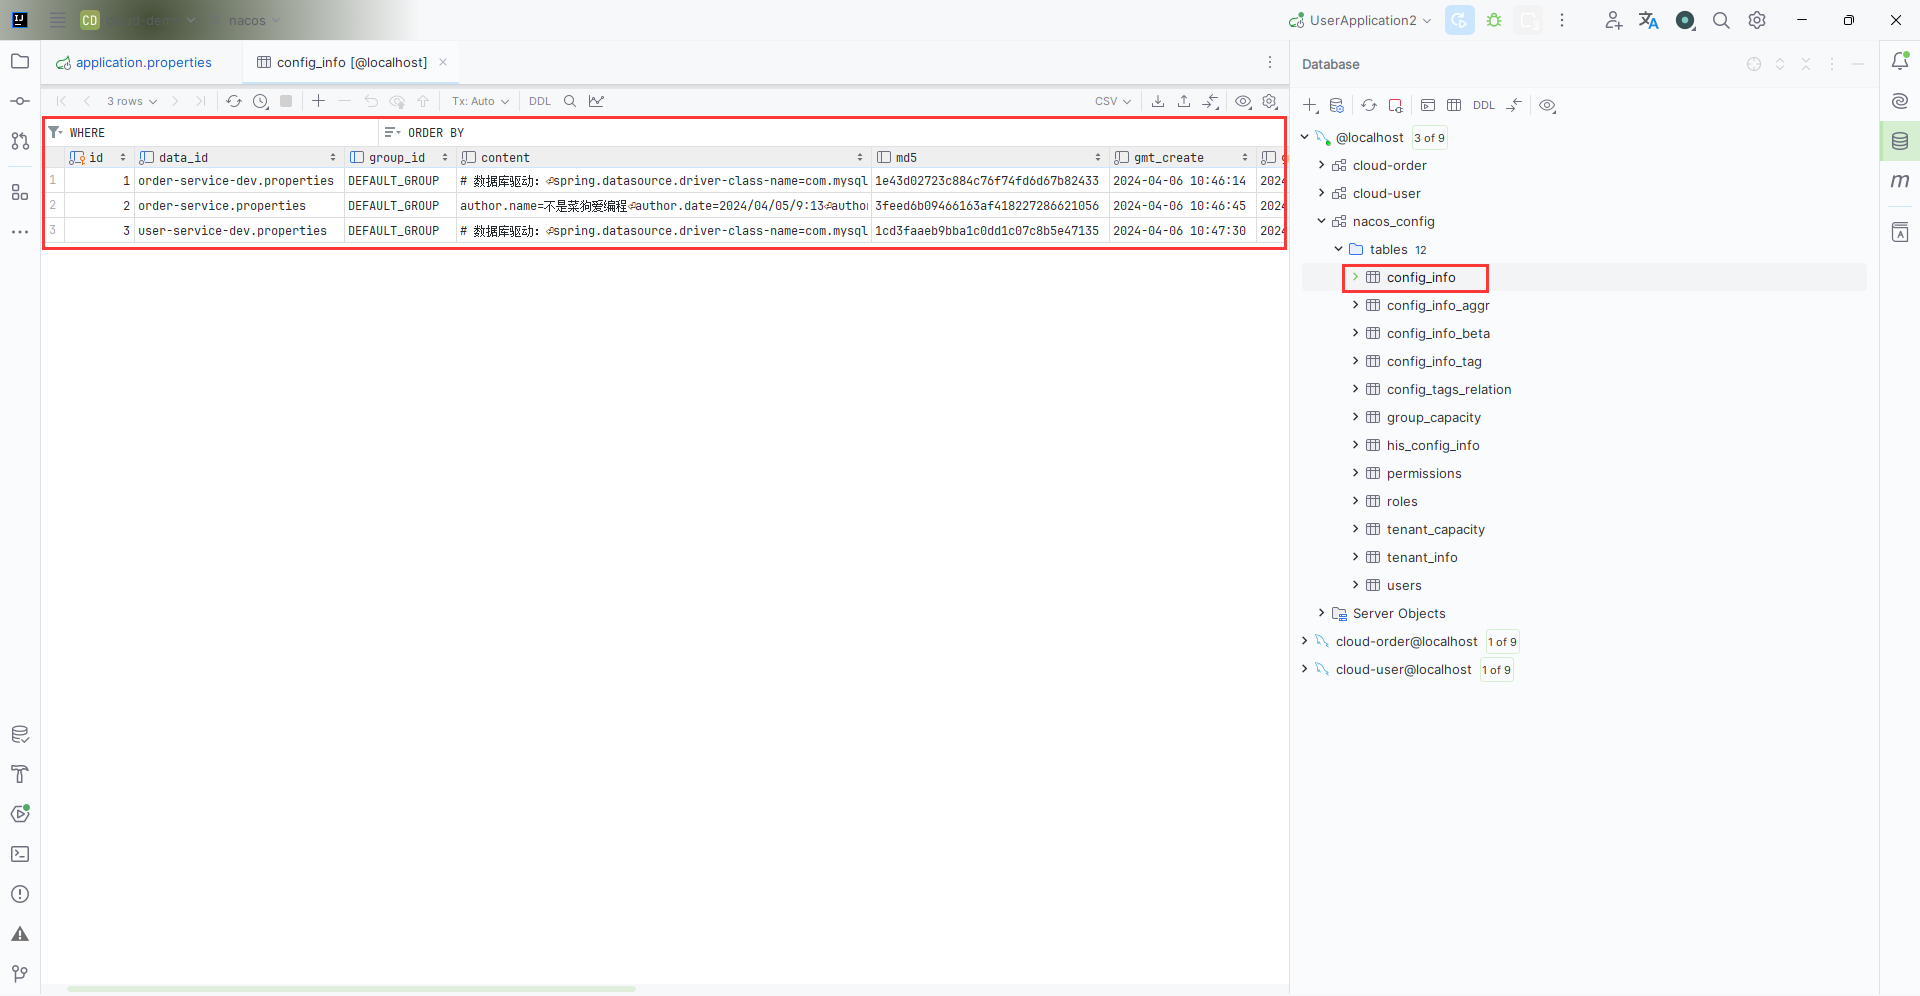 CD cloud-demo nacos UserApplication2
application.properties config_info [@localhost]
3 rows Tx: Auto DDL CSV
WHERE ORDER BY
id data_id group_id content md5 gmt_create
1 1 order-service-dev.properties DEFAULT_GROUP # 数据库驱动：⏎spring.datasource.driver-class-name=com.mysql 1e43d02723c884c76f74fd6d67b82433 2024-04-06 10:46:14 2024
2 2 order-service.properties DEFAULT_GROUP author.name=不是菜狗爱编程⏎author.date=2024/04/05/9:13⏎autho 3feed6b09466163af418227286621056 2024-04-06 10:46:45 2024
3 3 user-service-dev.properties DEFAULT_GROUP # 数据库驱动：⏎spring.datasource.driver-class-name=com.mysql 1cd3faaeb9bba1c0dd1c07c8b5e47135 2024-04-06 10:47:30 2024
Database
DDL
@localhost 3 of 9
cloud-order
cloud-user
nacos_config
tables 12
config_info
config_info_aggr
config_info_beta
config_info_tag
config_tags_relation
group_capacity
his_config_info
permissions
roles
tenant_capacity
tenant_info
users
Server Objects
cloud-order@localhost 1 of 9
cloud-user@localhost 1 of 9